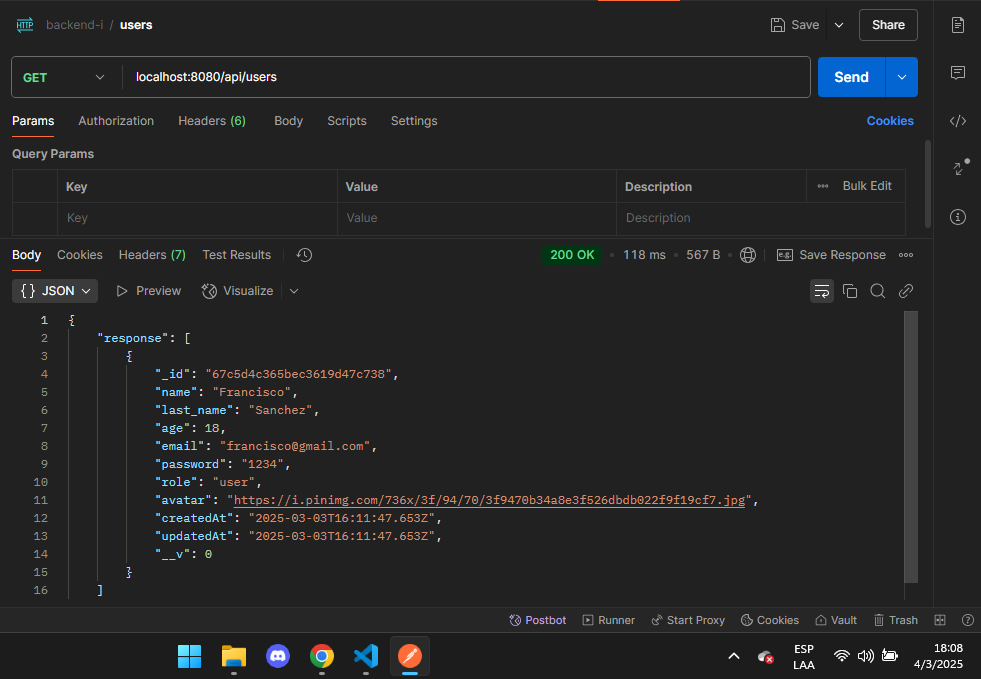 HTTP backend-i / users Save Share
GET localhost:8080/api/users Send
Params Authorization Headers (6) Body Scripts Settings Cookies
Query Params
Key Value Description ••• Bulk Edit
Key Value Description
Body Cookies Headers (7) Test Results 200 OK • 118 ms • 567 B • e.g. Save Response •••
{} JSON Preview Visualize
1 {
2 "response": [
3 {
4 "_id": "67c5d4c365bec3619d47c738",
5 "name": "Francisco",
6 "last_name": "Sanchez",
7 "age": 18,
8 "email": "francisco@gmail.com",
9 "password": "1234",
10 "role": "user",
11 "avatar": "https://i.pinimg.com/736x/3f/94/70/3f9470b34a8e3f526dbdb022f9f19cf7.jpg",
12 "createdAt": "2025-03-03T16:11:47.653Z",
13 "updatedAt": "2025-03-03T16:11:47.653Z",
14 "__v": 0
15 }
16 ]
Postbot Runner Start Proxy Cookies Vault Trash
ESP 18:08
LAA 4/3/2025